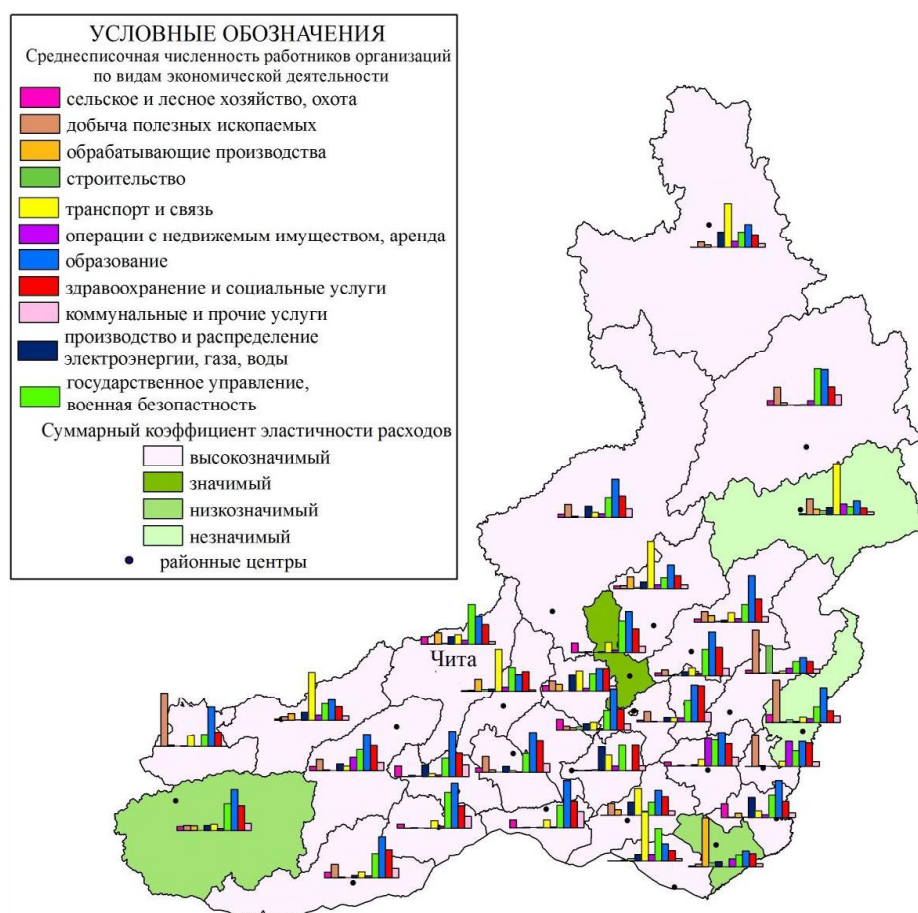 УСЛОВНЫЕ ОБОЗНАЧЕНИЯ
Среднесписочная численность работников организаций
по видам экономической деятельности
сельское и лесное хозяйство, охота
добыча полезных ископаемых
обрабатывающие производства
строительство
транспорт и связь
операции с недвижемым имуществом, аренда
образование
здравоохранение и социальные услуги
коммунальные и прочие услуги
производство и распределение
электроэнергии, газа, воды
государственное управление,
военная безопастность
Суммарный коэффициент эластичности расходов
высокозначимый
значимый
низкозначимый
незначимый
районные центры
Чита